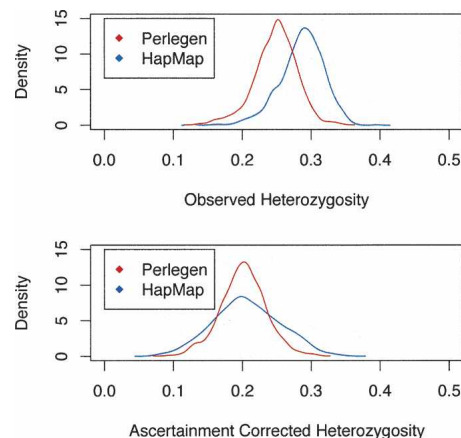 15
10
5
0
Density
Perlegen
HapMap
0.0 0.1 0.2 0.3 0.4 0.5
Observed Heterozygosity
15
10
5
0
Density
Perlegen
HapMap
0.0 0.1 0.2 0.3 0.4 0.5
Ascertainment Corrected Heterozygosity